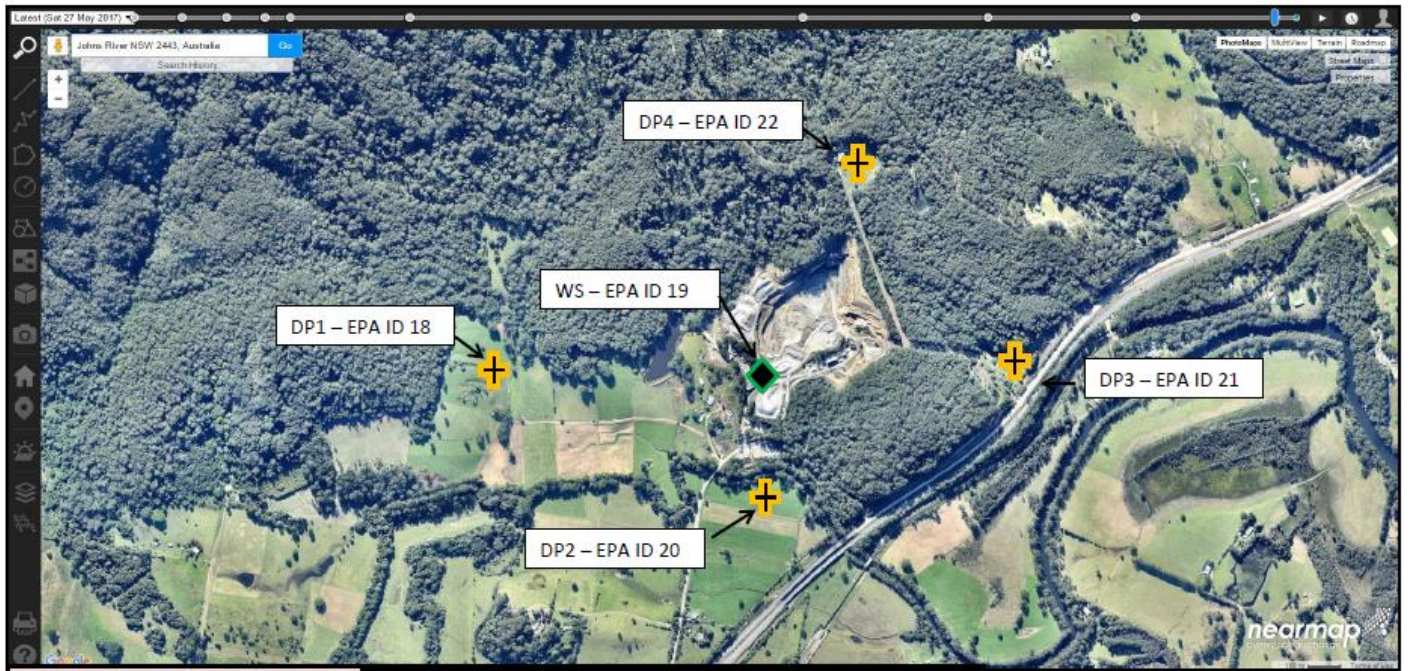 Latest (Sat 27 May 2017)
Johns River NSW 2443, Australia
Go
Search History
PhotoMaps MultiView Terrain Roadmap
Street Maps
Properties
+
−
DP4 – EPA ID 22
WS – EPA ID 19
DP1 – EPA ID 18
DP3 – EPA ID 21
DP2 – EPA ID 20
nearmap
Google